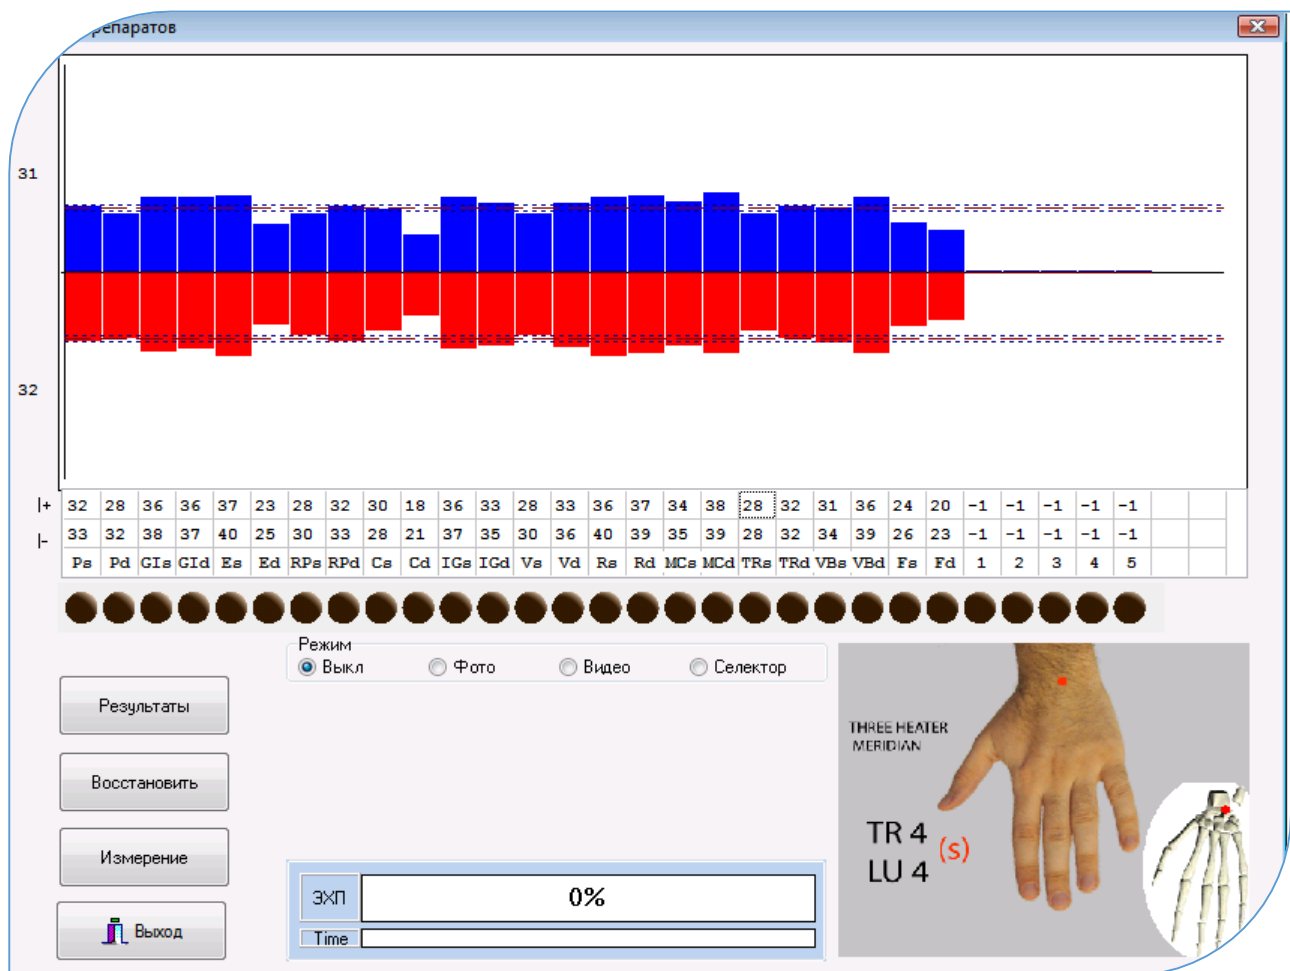 репаратов
31
32
|+ 32 28 36 36 37 23 28 32 30 18 36 33 28 33 36 37 34 38 28 32 31 36 24 20 -1 -1 -1 -1 -1
|- 33 32 38 37 40 25 30 33 28 21 37 35 30 36 40 39 35 39 28 32 34 39 26 23 -1 -1 -1 -1 -1
Ps Pd GIs GId Es Ed RPs RPd Cs Cd IGs IGd Vs Vd Rs Rd MCs MCd TRs TRd VBs VBd Fs Fd 1 2 3 4 5
Режим
Выкл Фото Видео Селектор
Результаты
Восстановить
Измерение
Выход
ЭХП 0%
Time
THREE HEATER
MERIDIAN
TR 4
(s)
LU 4